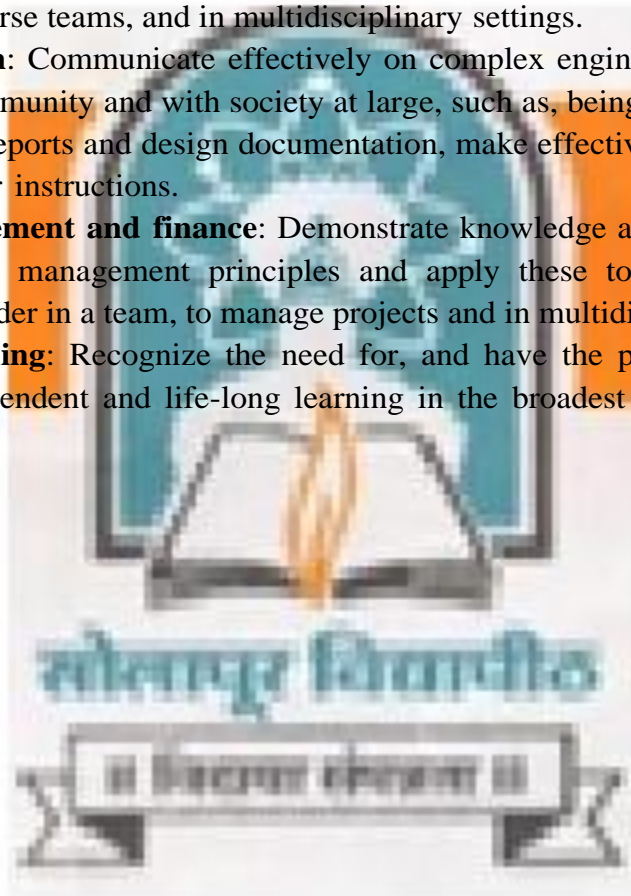 rse teams, and in multidisciplinary settings.
n: Communicate effectively on complex engin
munity and with society at large, such as, being
eports and design documentation, make effectiv
r instructions.
ement and finance: Demonstrate knowledge a
management principles and apply these to
der in a team, to manage projects and in multidi
ing: Recognize the need for, and have the p
endent and life-long learning in the broadest
सोलापूर विद्यापीठ